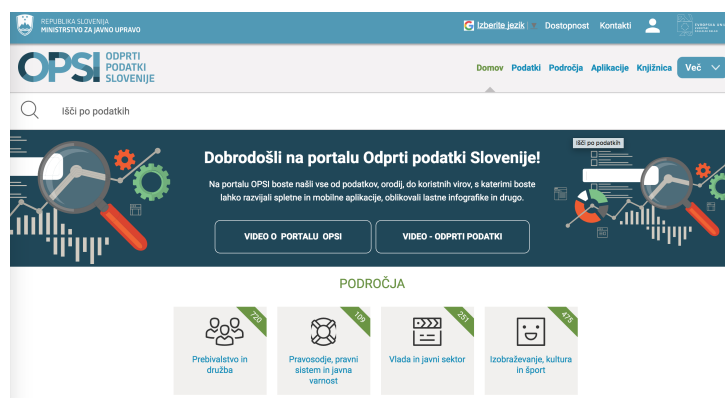 REPUBLIKA SLOVENIJA
MINISTRSTVO ZA JAVNO UPRAVO
G Izberite jezik Dostopnost Kontakti
OPSI ODPRTI PODATKI SLOVENIJE
Domov Podatki Področja Aplikacije Knjižnica Več
Išči po podatkih
Išči po podatkih
Dobrodošli na portalu Odprti podatki Slovenije!
Na portalu OPSI boste našli vse od podatkov, orodij, do koristnih virov, s katerimi boste
lahko razvijali spletne in mobilne aplikacije, oblikovali lastne infografike in drugo.
VIDEO O PORTALU OPSI VIDEO - ODPRTI PODATKI
PODROČJA
720 109 251 475
Prebivalstvo in
družba
Pravosodje, pravni
sistem in javna
varnost
Vlada in javni sektor
Izobraževanje, kultura
in šport